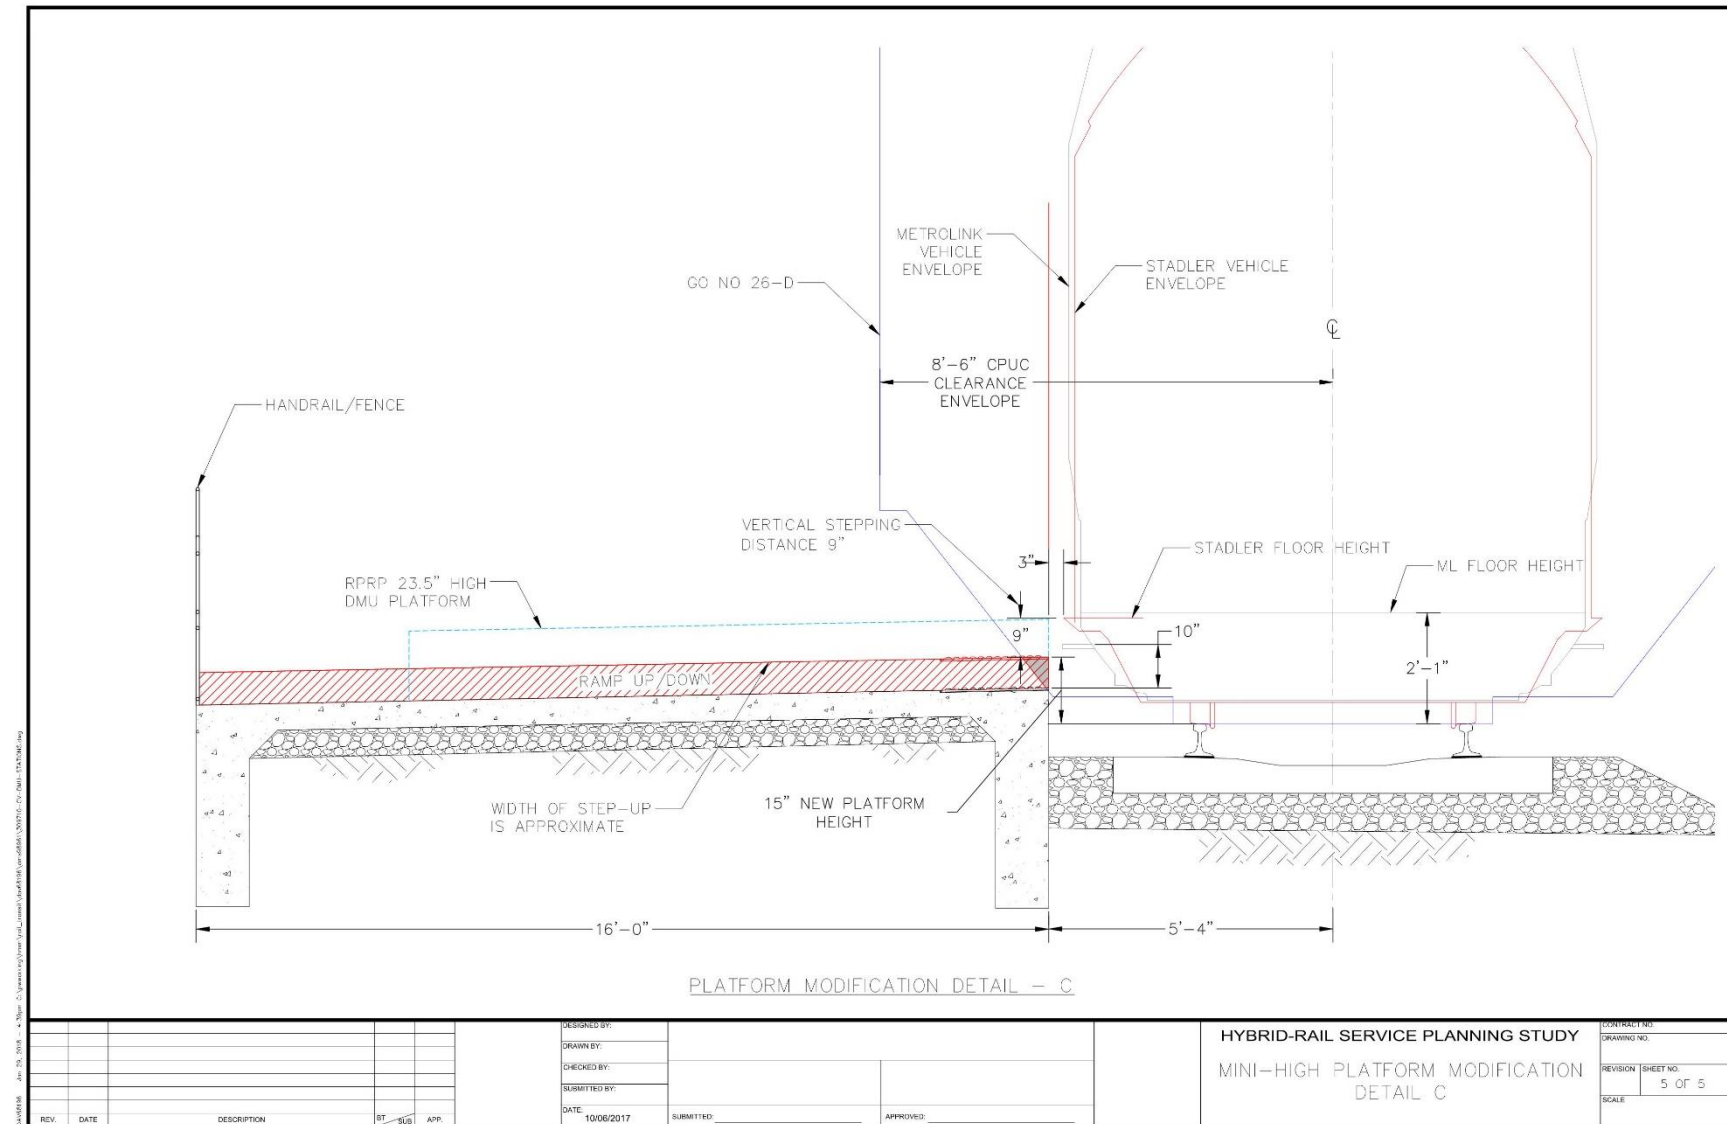 METROLINK
VEHICLE
ENVELOPE
STADLER VEHICLE
ENVELOPE
GO NO 26-D
℄
8'-6" CPUC
CLEARANCE
ENVELOPE
HANDRAIL/FENCE
VERTICAL STEPPING
DISTANCE 9"
3"
STADLER FLOOR HEIGHT
ML FLOOR HEIGHT
RPRP 23.5" HIGH
DMU PLATFORM
9"
10"
2'-1"
RAMP UP/DOWN
WIDTH OF STEP-UP
IS APPROXIMATE
15" NEW PLATFORM
HEIGHT
16'-0"
5'-4"
PLATFORM MODIFICATION DETAIL - C
REV.
DATE
DESCRIPTION
BT
SUB
APP.
DESIGNED BY:
DRAWN BY:
CHECKED BY:
SUBMITTED BY:
DATE:
10/06/2017
SUBMITTED:
APPROVED:
HYBRID-RAIL SERVICE PLANNING STUDY
MINI-HIGH PLATFORM MODIFICATION
DETAIL C
CONTRACT NO.
DRAWING NO.
REVISION
SHEET NO.
5 OF 5
SCALE